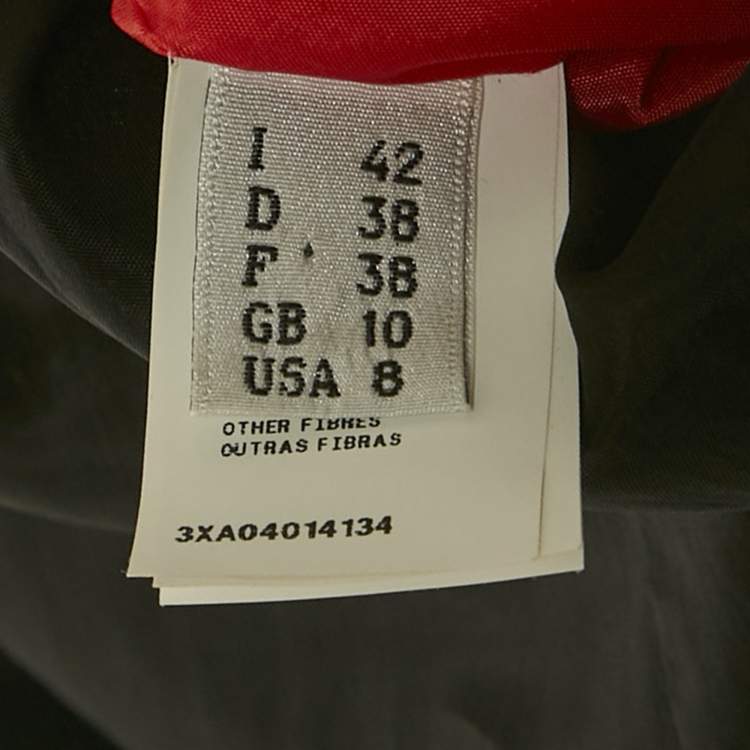 I 42
D 38
F 38
GB 10
USA 8
OTHER FIBRES
OUTRAS FIBRAS
3XA04014134